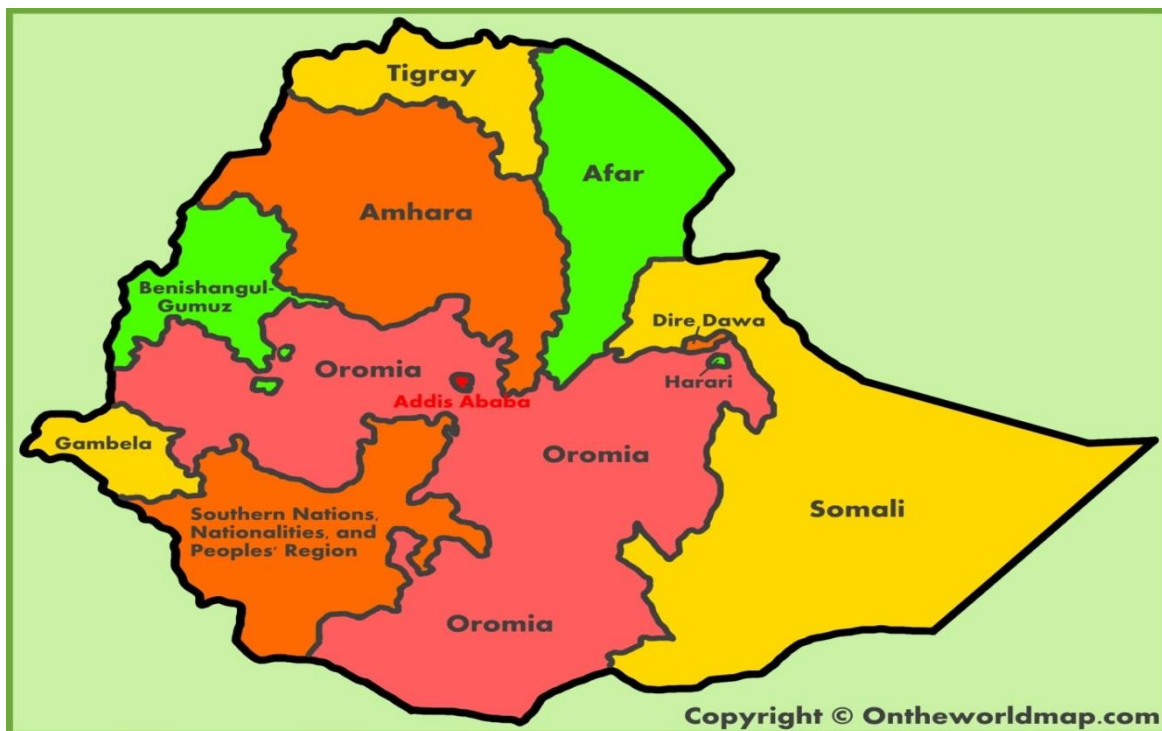 Tigray
Afar
Amhara
Benishangul-
Gumuz
Dire Dawa
Oromia
Harari
Addis Ababa
Gambela
Oromia
Somali
Southern Nations,
Nationalities, and
Peoples' Region
Oromia
Copyright © Ontheworldmap.com